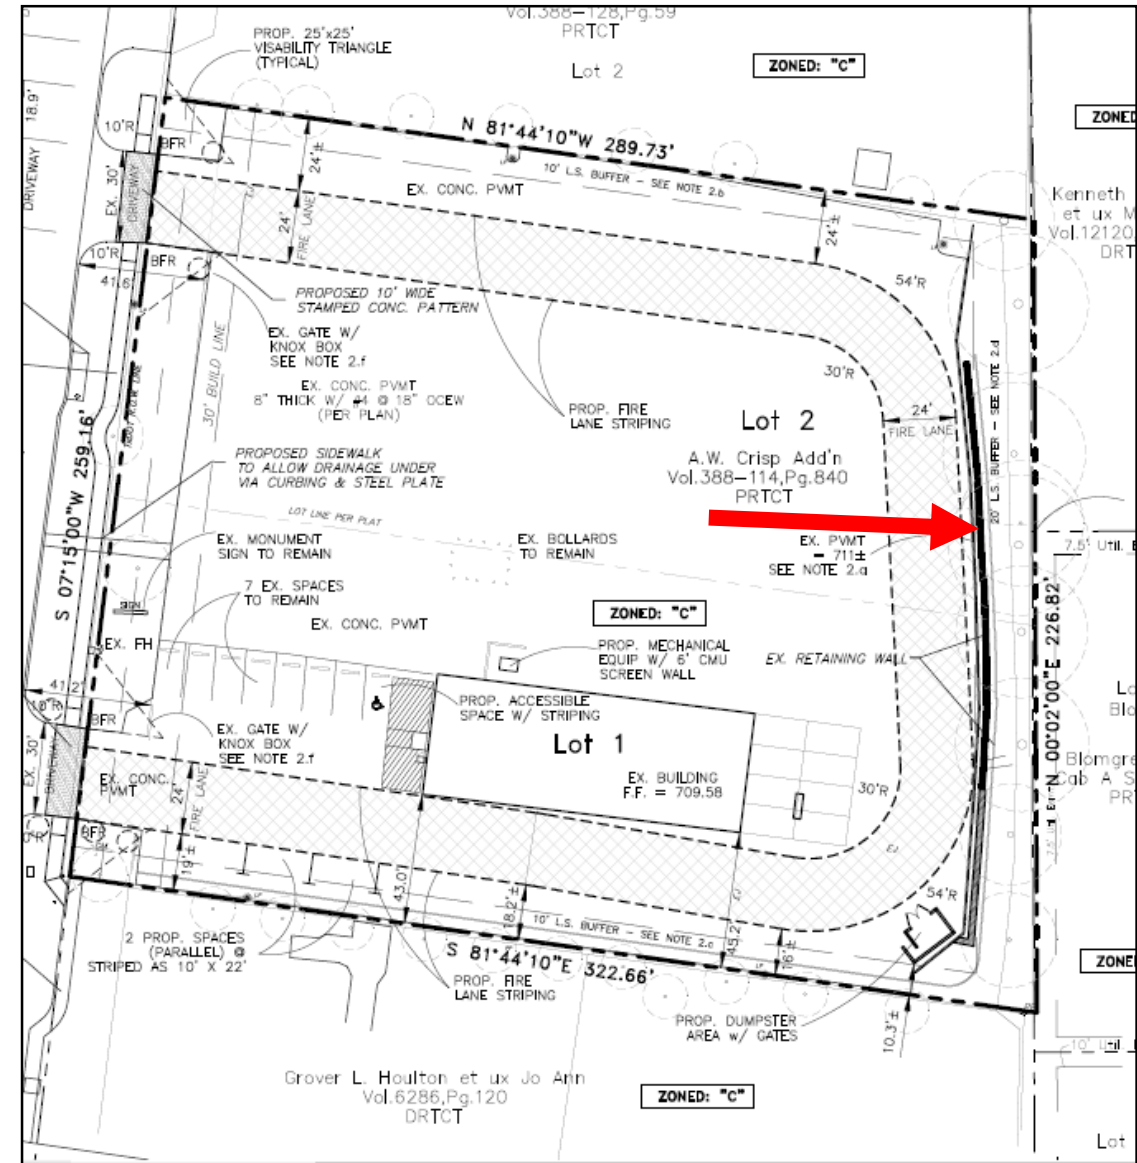 Vol.388-128,Pg.59
PRTCT
Lot 2
ZONED: "C"
ZONED
PROP. 25'x25'
VISABILITY TRIANGLE
(TYPICAL)
18.9'
DRIVEWAY
10'R
BFR
EX. 30'
DRIVEWAY
24'±
N 81°44'10"W 289.73'
10' L.S. BUFFER - SEE NOTE 2.b
EX. CONC. PVMT
24'
FIRE LANE
24'±
Kenneth
et ux M
Vol.12120,
DRT
10'R
BFR
41.6'
54'R
PROPOSED 10' WIDE
STAMPED CONC. PATTERN
EX. GATE W/
KNOX BOX
SEE NOTE 2.f
30' BUILD LINE
EX. CONC. PVMT
8" THICK W/ #4 @ 18" OCEW
(PER PLAN)
30'R
PROP. FIRE
LANE STRIPING
Lot 2
24'
FIRE LANE
20' L.S. BUFFER - SEE NOTE 2.d
A.W. Crisp Add'n
Vol.388-114,Pg.840
PRTCT
S 07°15'00"W 259.16'
PROPOSED SIDEWALK
TO ALLOW DRAINAGE UNDER
VIA CURBING & STEEL PLATE
LOT LINE PER PLAT
EX. MONUMENT
SIGN TO REMAIN
EX. BOLLARDS
TO REMAIN
EX. PVMT
= 711±
SEE NOTE 2.a
7.5' Util. E
7 EX. SPACES
TO REMAIN
SIGN
EX. CONC. PVMT
ZONED: "C"
N 00°02'00"E 226.82'
EX. FH
PROP. MECHANICAL
EQUIP W/ 6' CMU
SCREEN WALL
EX. RETAINING WALL
41.2'
10'R
BFR
PROP. ACCESSIBLE
SPACE W/ STRIPING
EX. GATE W/
KNOX BOX
SEE NOTE 2.f
Lot 1
EX. BUILDING
F.F. = 709.58
Blomgre
Cab A S
PR
EX. 30'
DRIVEWAY
EX. CONC.
PVMT
24'
FIRE LANE
30'R
BFR
19'±
43.0'
18.2'±
10' L.S. BUFFER - SEE NOTE 2.c
45.2'
16'±
54'R
2 PROP. SPACES
(PARALLEL) @
STRIPED AS 10' X 22'
S 81°44'10"E 322.66'
PROP. FIRE
LANE STRIPING
PROP. DUMPSTER
AREA w/ GATES
10.3'±
ZONE
10' Util.
Grover L. Houlton et ux Jo Ann
Vol.6286,Pg.120
DRTCT
ZONED: "C"
Lot